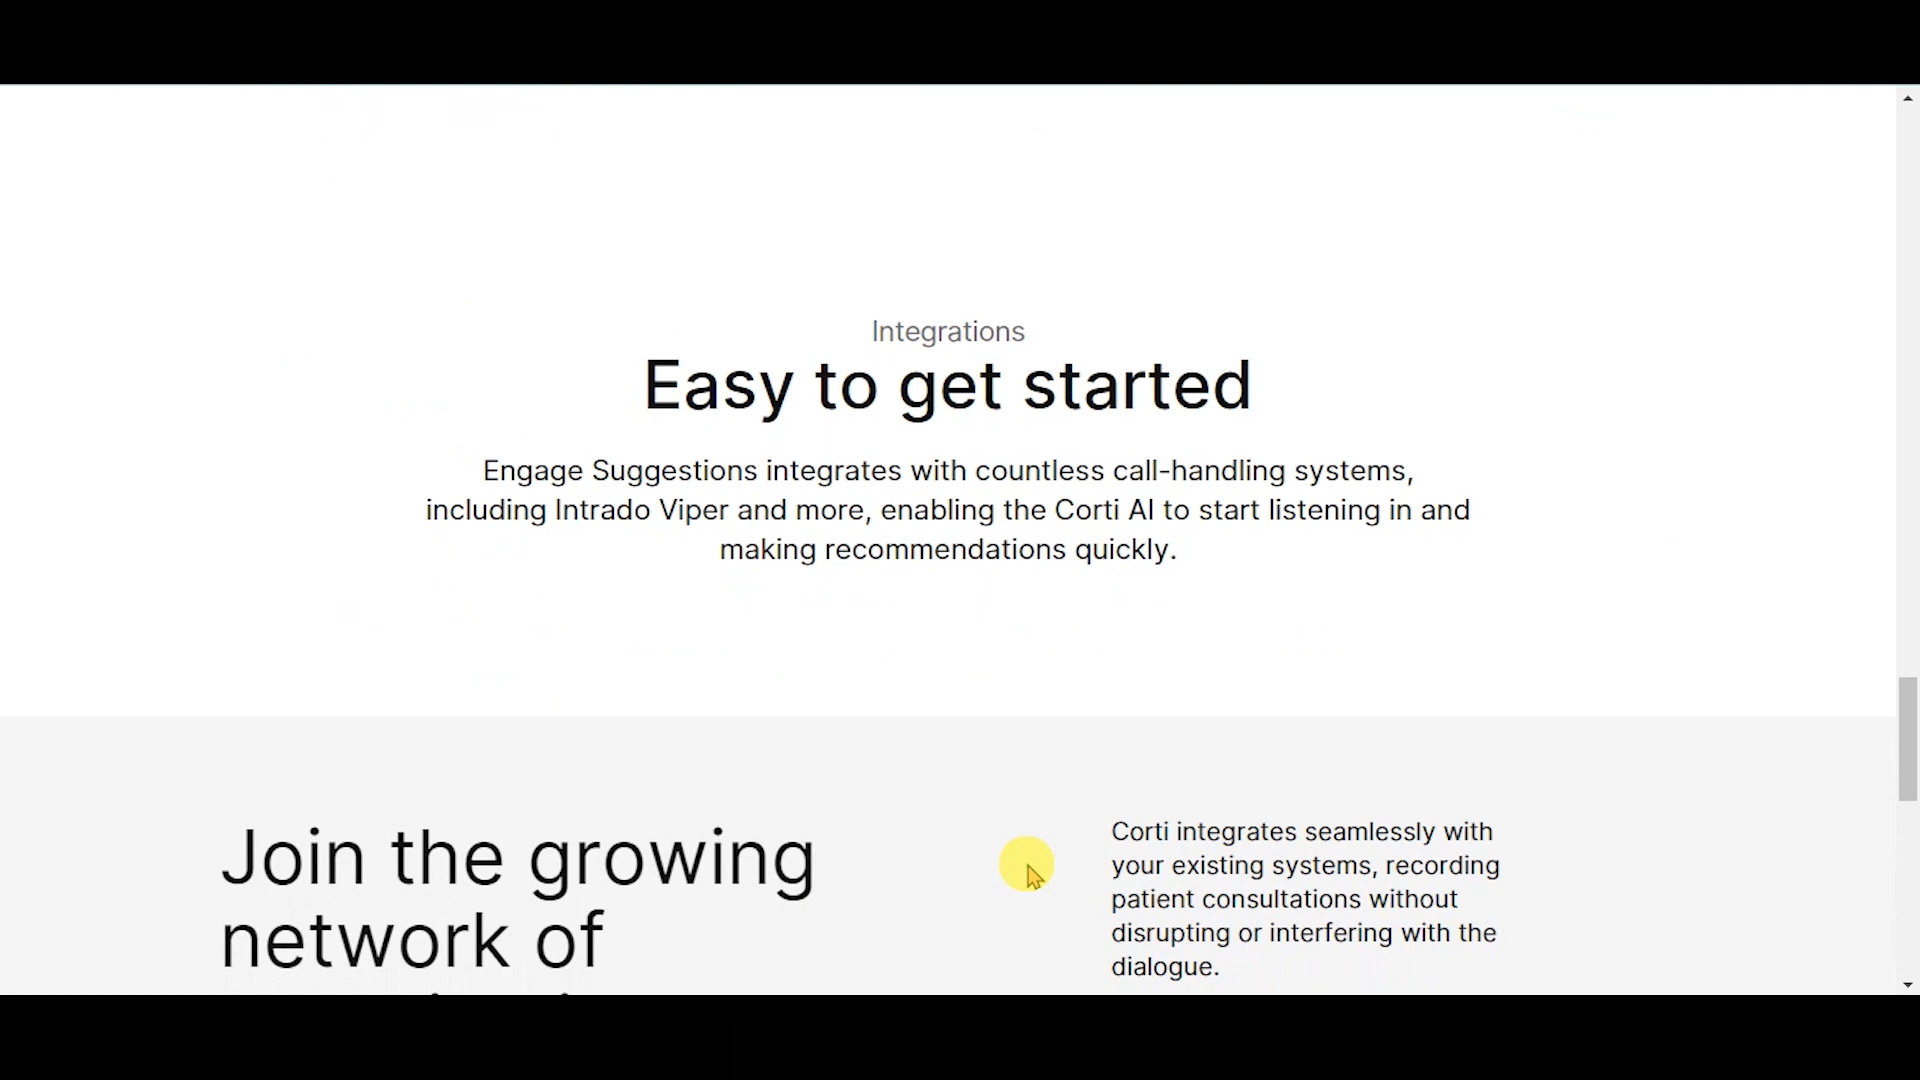 Integrations
Easy to get started
Engage Suggestions integrates with countless call-handling systems,
including Intrado Viper and more, enabling the Corti AI to start listening in and
making recommendations quickly.
Join the growing
network of
Corti integrates seamlessly with
your existing systems, recording
patient consultations without
disrupting or interfering with the
dialogue.